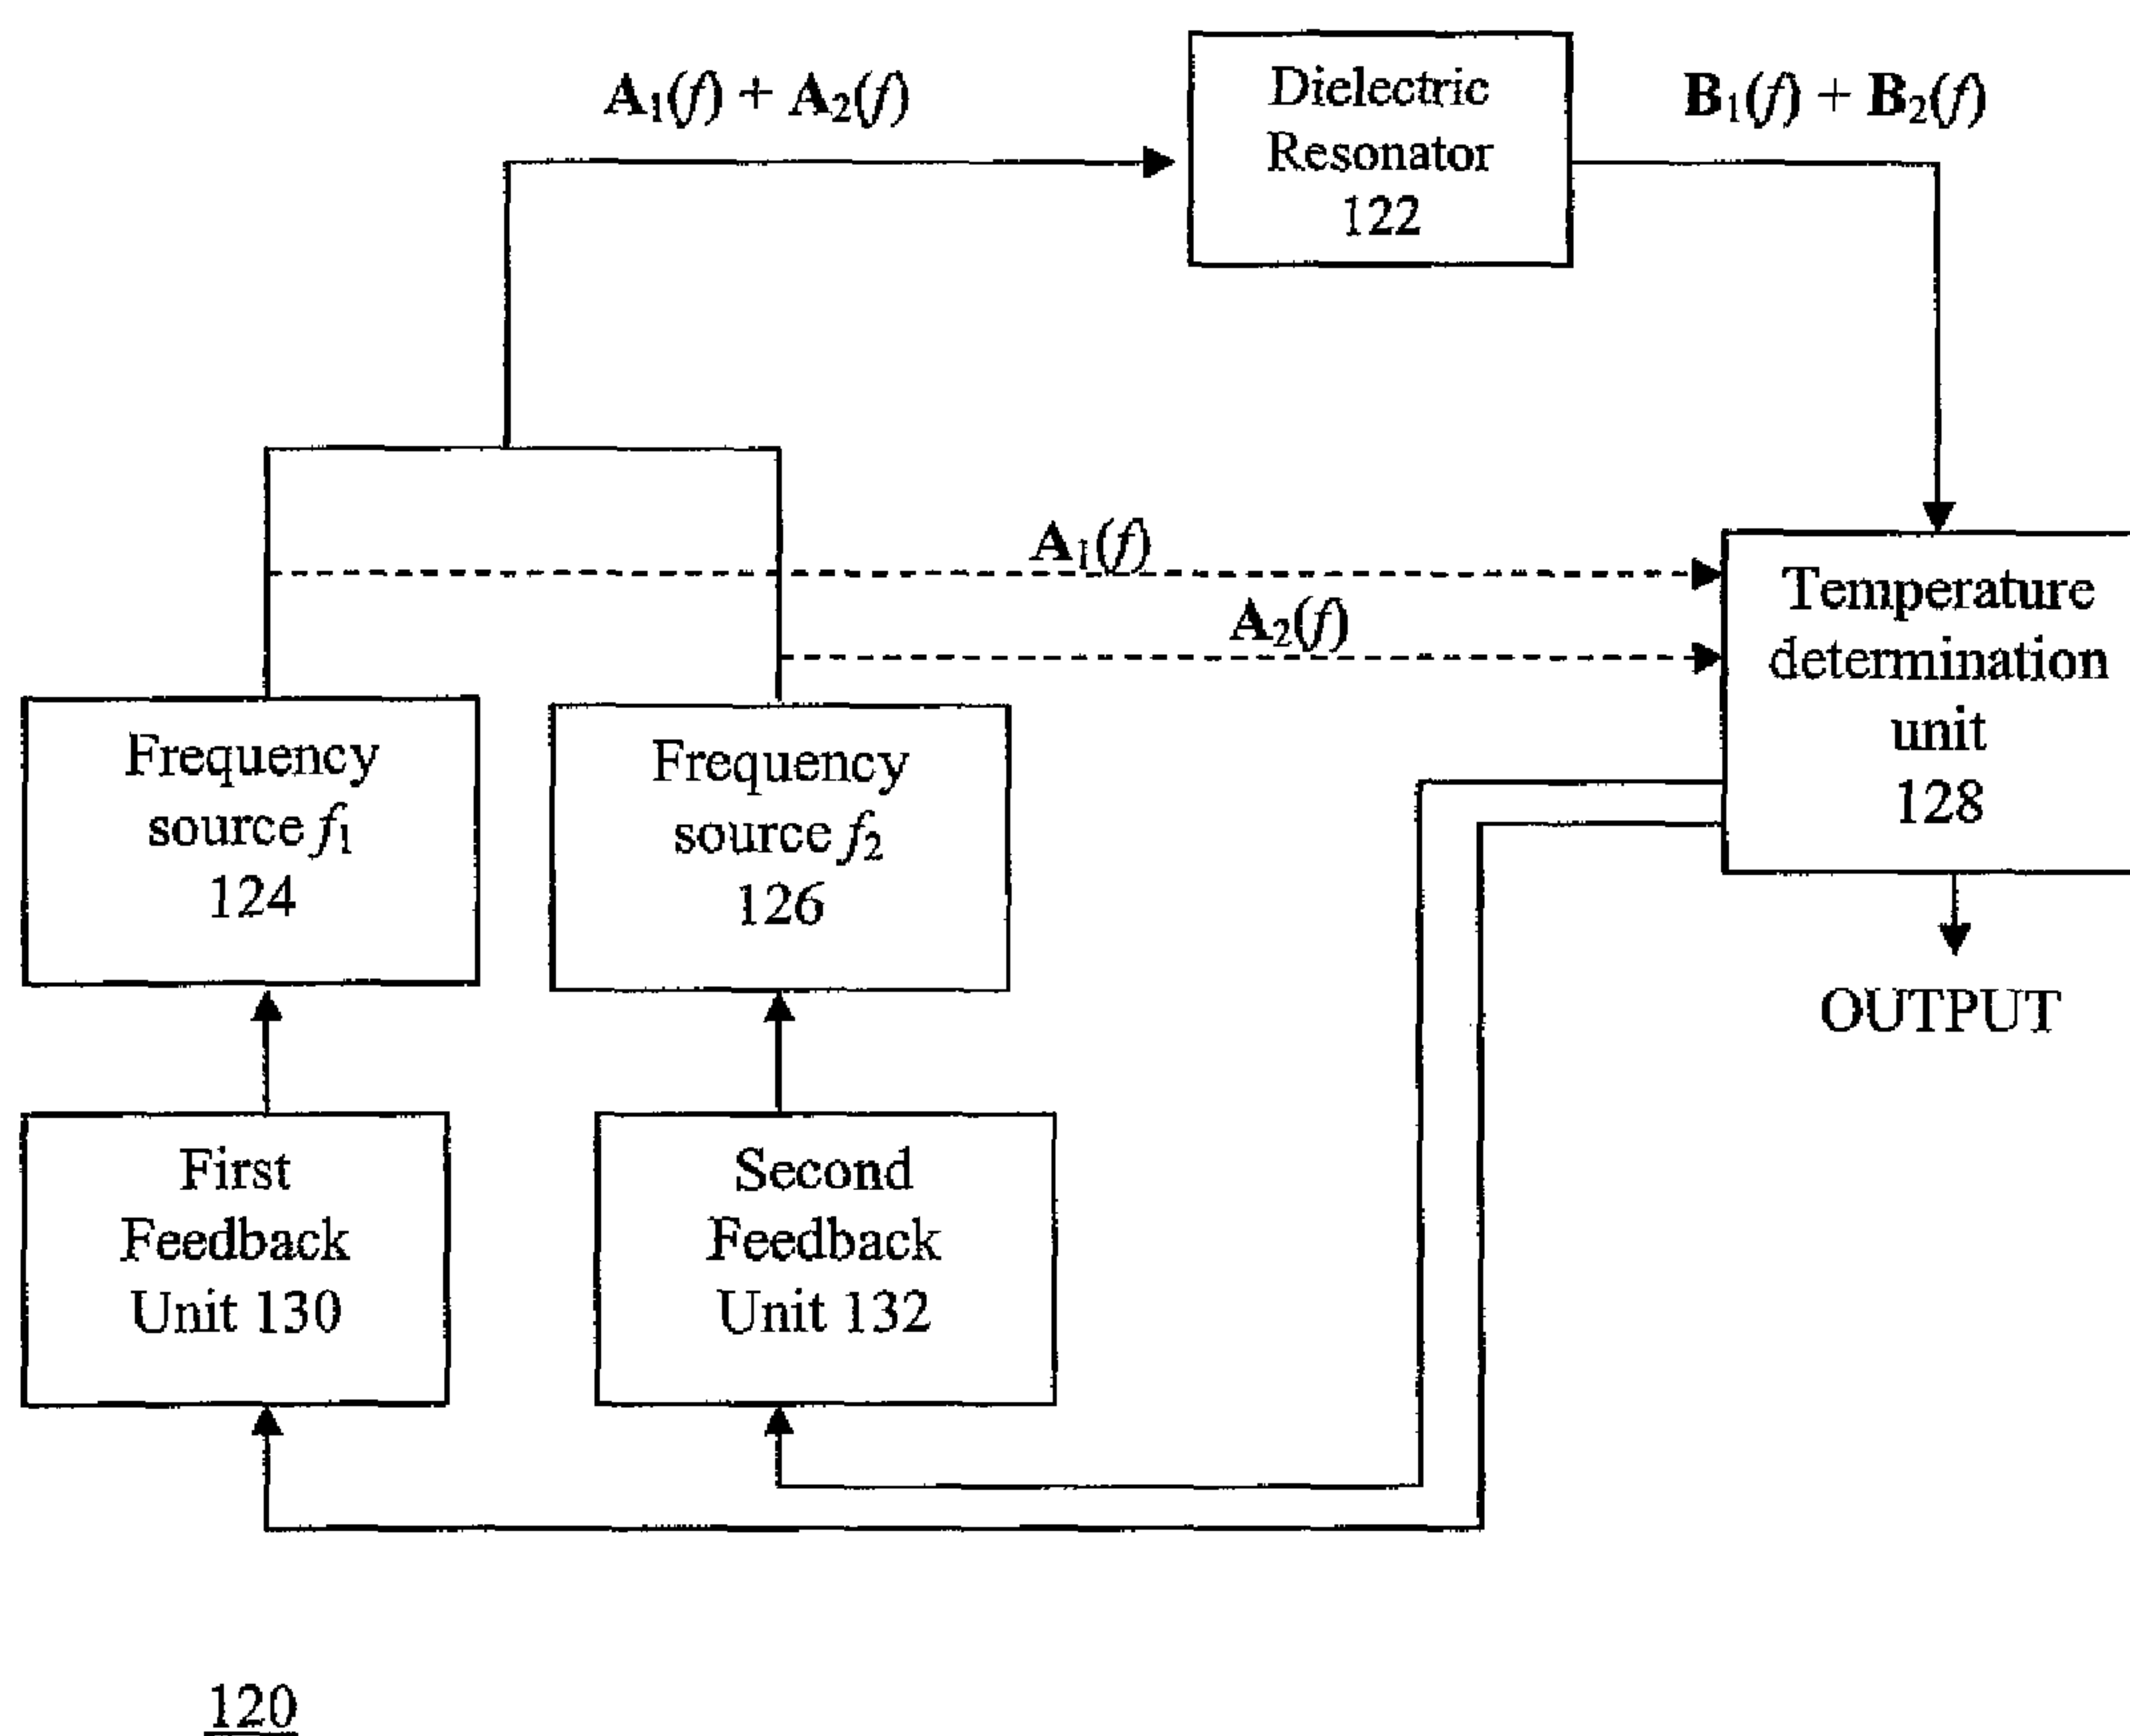 A₁(f) + A₂(f)
Dielectric
Resonator
122
B₁(f) + B₂(f)
A₁(f)
A₂(f)
Temperature
determination
unit
128
Frequency
source f₁
124
Frequency
source f₂
126
OUTPUT
First
Feedback
Unit 130
Second
Feedback
Unit 132
120